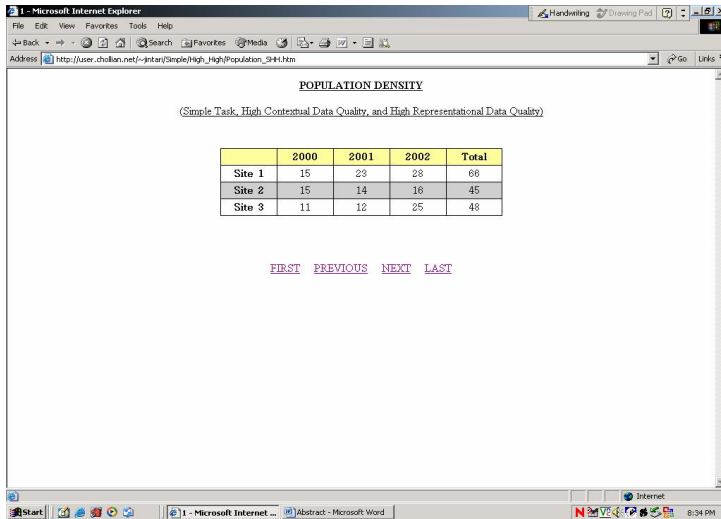 1 - Microsoft Internet Explorer
Handwriting Drawing Pad
File Edit View Favorites Tools Help
Back Search Favorites Media
Address http://user.chollian.net/~jintari/Simple/High_High/Population_SHH.htm Go Links
POPULATION DENSITY
(Simple Task, High Contextual Data Quality, and High Representational Data Quality)
2000 2001 2002 Total
Site 1 15 23 28 66
Site 2 15 14 16 45
Site 3 11 12 25 48
FIRST PREVIOUS NEXT LAST
Internet
Start 1 - Microsoft Internet ... Abstract - Microsoft Word 8:34 PM